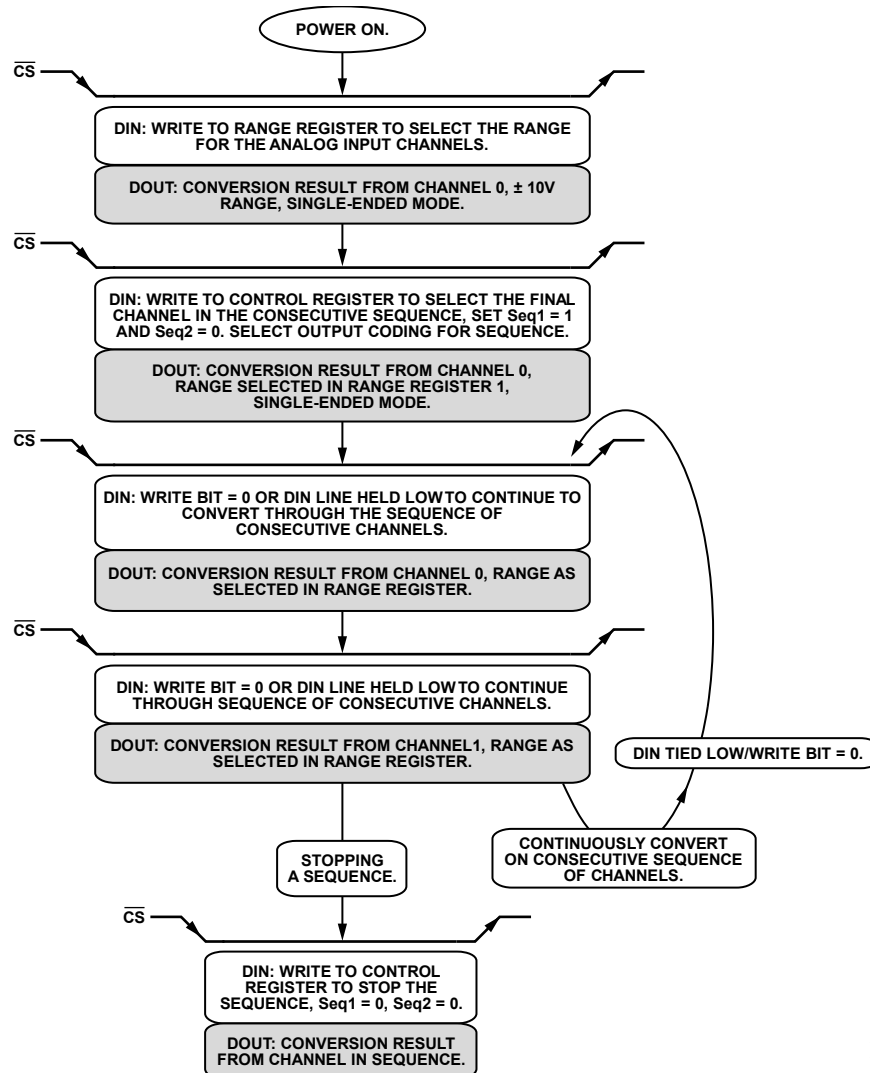 POWER ON.
CS
DIN: WRITE TO RANGE REGISTER TO SELECT THE RANGE
FOR THE ANALOG INPUT CHANNELS.
DOUT: CONVERSION RESULT FROM CHANNEL 0, ± 10V
RANGE, SINGLE-ENDED MODE.
CS
DIN: WRITE TO CONTROL REGISTER TO SELECT THE FINAL
CHANNEL IN THE CONSECUTIVE SEQUENCE, SET Seq1 = 1
AND Seq2 = 0. SELECT OUTPUT CODING FOR SEQUENCE.
DOUT: CONVERSION RESULT FROM CHANNEL 0,
RANGE SELECTED IN RANGE REGISTER 1,
SINGLE-ENDED MODE.
CS
DIN: WRITE BIT = 0 OR DIN LINE HELD LOW TO CONTINUE TO
CONVERT THROUGH THE SEQUENCE OF
CONSECUTIVE CHANNELS.
DOUT: CONVERSION RESULT FROM CHANNEL 0, RANGE AS
SELECTED IN RANGE REGISTER.
CS
DIN: WRITE BIT = 0 OR DIN LINE HELD LOW TO CONTINUE
THROUGH SEQUENCE OF CONSECUTIVE CHANNELS.
DOUT: CONVERSION RESULT FROM CHANNEL1, RANGE AS
SELECTED IN RANGE REGISTER.
DIN TIED LOW/WRITE BIT = 0.
CONTINUOUSLY CONVERT
ON CONSECUTIVE SEQUENCE
OF CHANNELS.
STOPPING
A SEQUENCE.
CS
DIN: WRITE TO CONTROL
REGISTER TO STOP THE
SEQUENCE, Seq1 = 0, Seq2 = 0.
DOUT: CONVERSION RESULT
FROM CHANNEL IN SEQUENCE.